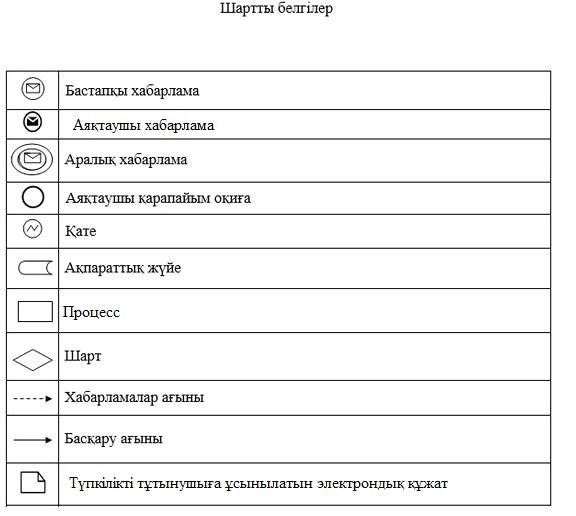 Шартты белгілер
Бастапқы хабарлама
Аяқтаушы хабарлама
Аралық хабарлама
Аяқтаушы қарапайым оқиға
Қате
Ақпараттық жүйе
Процесс
Шарт
Хабарламалар ағыны
Басқару ағыны
Түпкілікті тұтынушыға ұсынылатын электрондық құжат